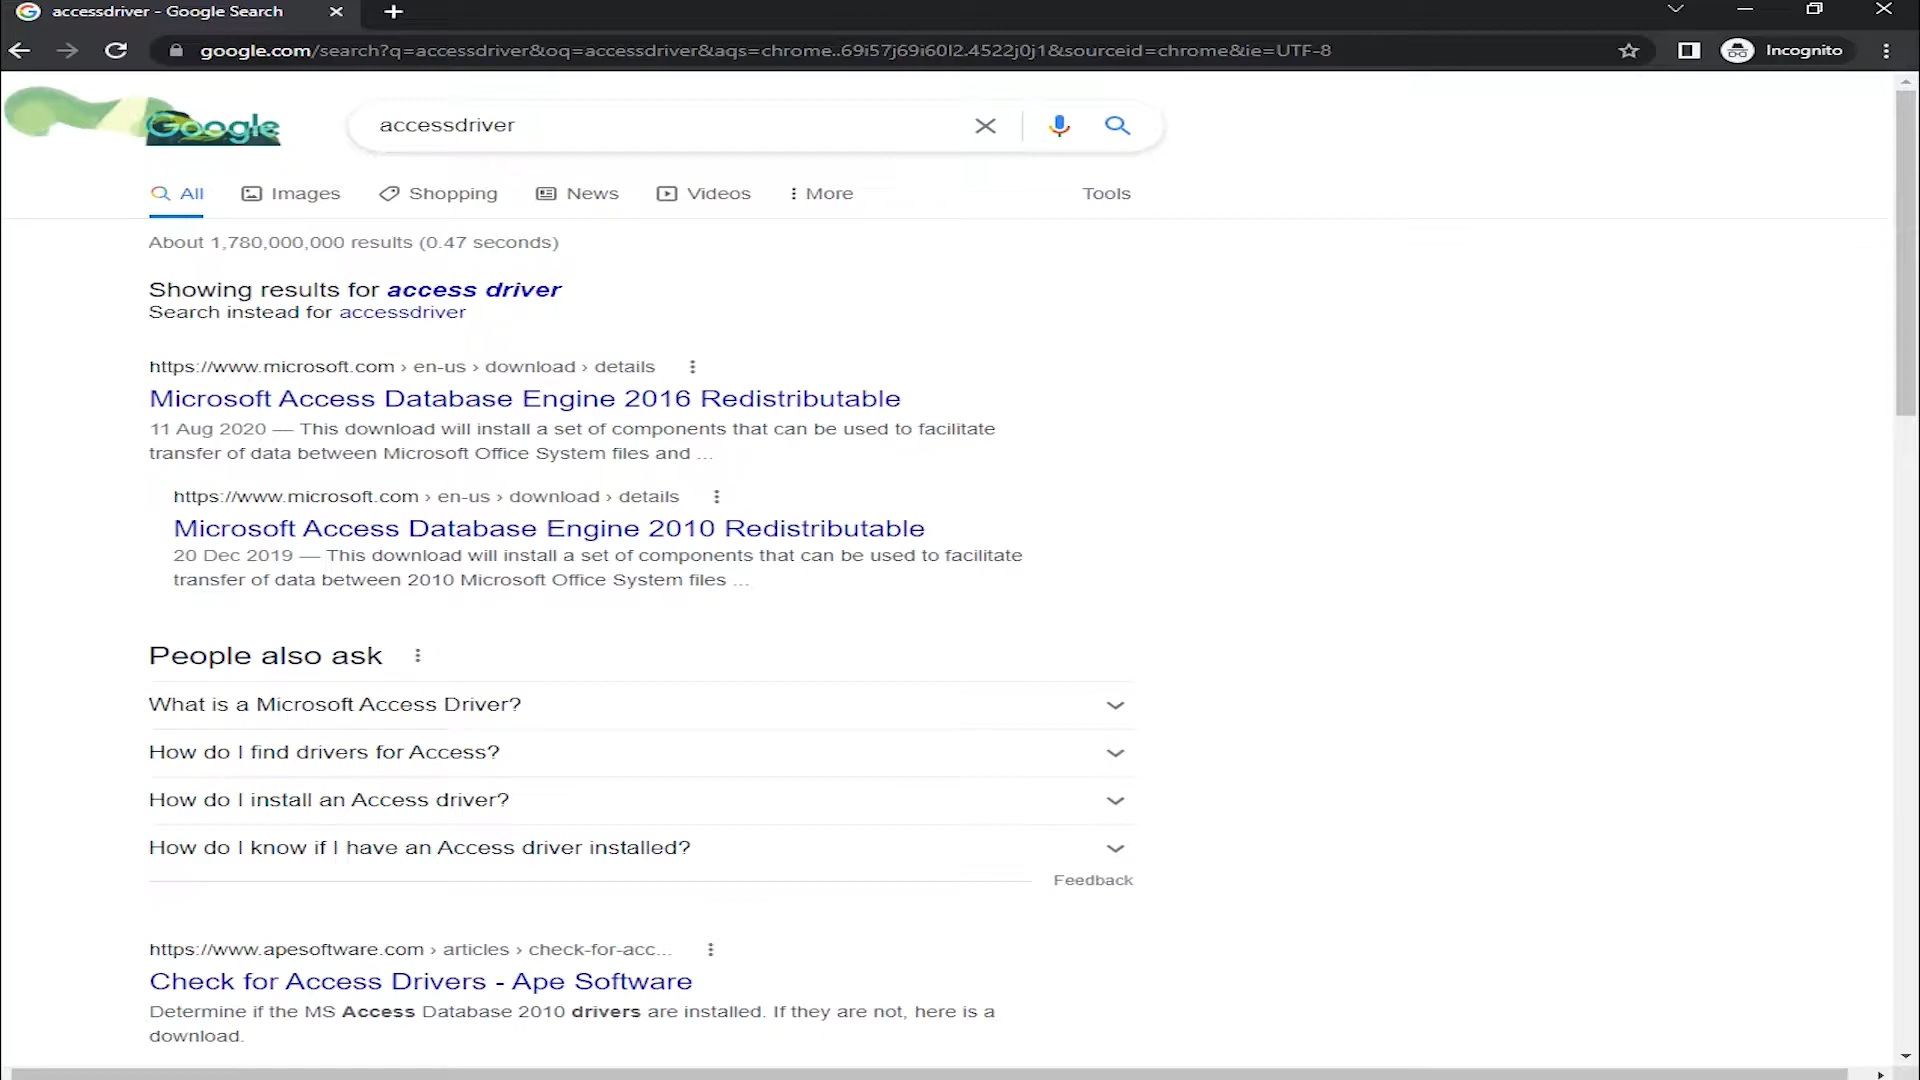 accessdriver - Google Search
google.com/search?q=accessdriver&oq=accessdriver&aqs=chrome..69i57j69i60l2.4522j0j1&sourceid=chrome&ie=UTF-8
Incognito
Google
accessdriver
All
Images
Shopping
News
Videos
More
Tools
About 1,780,000,000 results (0.47 seconds)
Showing results for access driver
Search instead for accessdriver
https://www.microsoft.com › en-us › download › details
Microsoft Access Database Engine 2016 Redistributable
11 Aug 2020 — This download will install a set of components that can be used to facilitate
transfer of data between Microsoft Office System files and ...
https://www.microsoft.com › en-us › download › details
Microsoft Access Database Engine 2010 Redistributable
20 Dec 2019 — This download will install a set of components that can be used to facilitate
transfer of data between 2010 Microsoft Office System files ...
People also ask
What is a Microsoft Access Driver?
How do I find drivers for Access?
How do I install an Access driver?
How do I know if I have an Access driver installed?
Feedback
https://www.apesoftware.com › articles › check-for-acc...
Check for Access Drivers - Ape Software
Determine if the MS Access Database 2010 drivers are installed. If they are not, here is a
download.